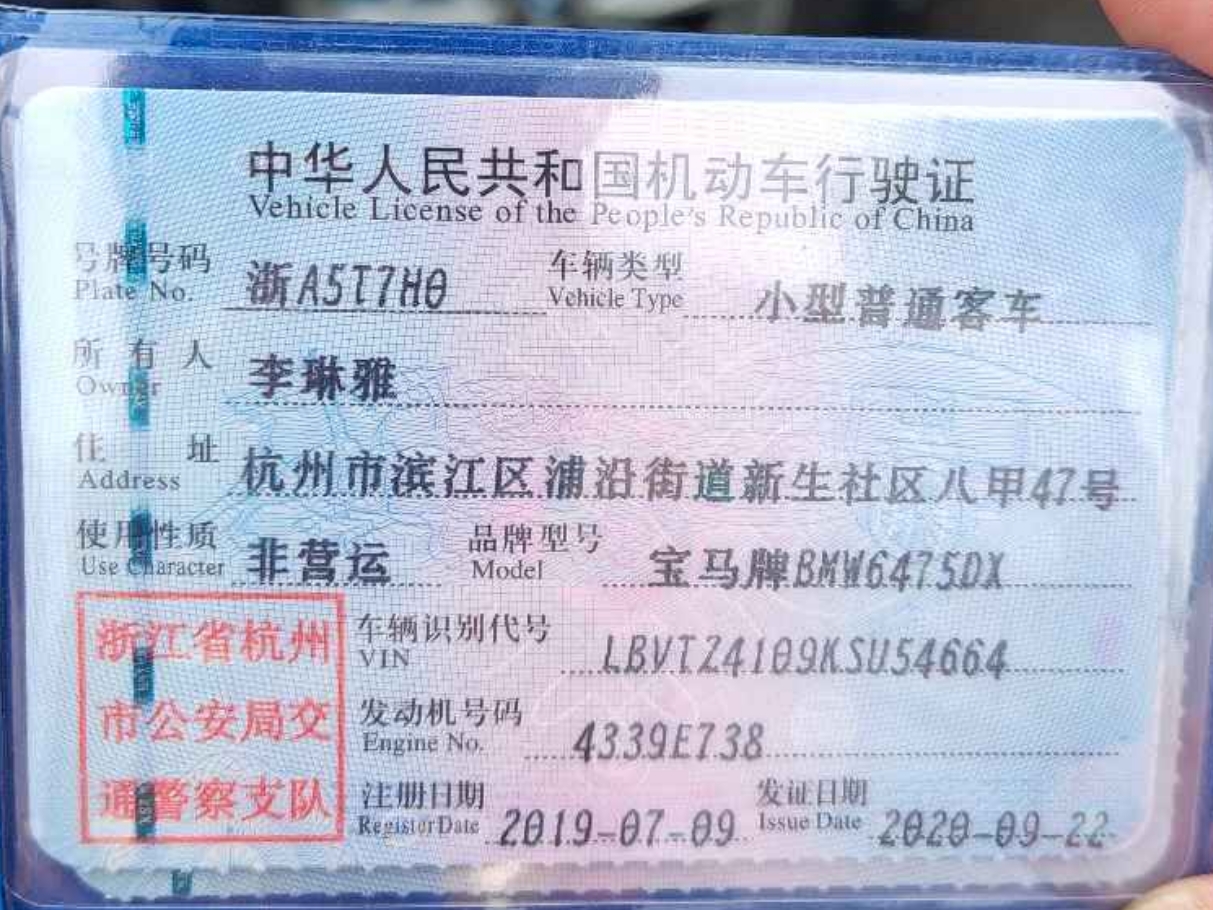 中华人民共和国机动车行驶证
Vehicle License of the People's Republic of China
号牌号码 浙A5T7H0 车辆类型 小型普通客车
Plate No. Vehicle Type
所有人 李琳雅
Owner
住址 杭州市滨江区浦沿街道新生社区八甲47号
Address
使用性质 非营运 品牌型号 宝马牌BMW6475DX
Use Character Model
浙江省杭州
市公安局交
通警察支队
车辆识别代号 LBVTZ4109KSU54664
VIN
发动机号码 4339E738
Engine No.
注册日期 2019-07-09 发证日期 2020-09-22
Register Date Issue Date